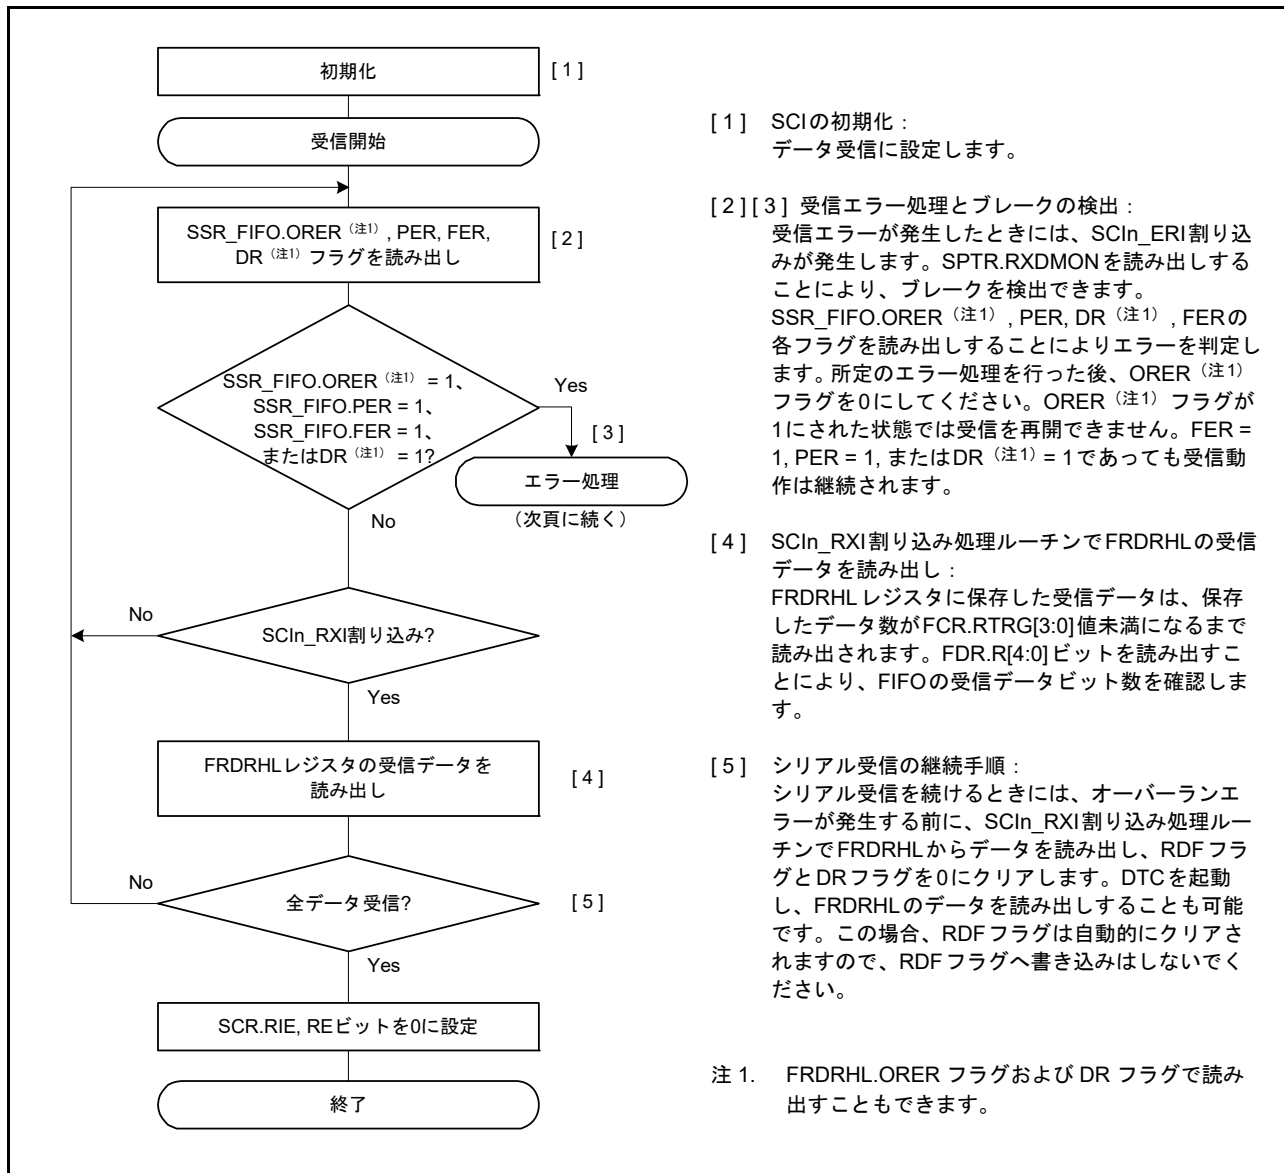 初期化
[ 1 ]
受信開始
SSR_FIFO.ORER（注1）, PER, FER,
DR（注1）フラグを読み出し
[ 2 ]
SSR_FIFO.ORER（注1）= 1、
SSR_FIFO.PER = 1、
SSR_FIFO.FER = 1、
またはDR（注1）= 1?
Yes
[ 3 ]
エラー処理
（次頁に続く）
No
SCIn_RXI割り込み?
No
Yes
FRDRHLレジスタの受信データを
読み出し
[ 4 ]
No
全データ受信?
[ 5 ]
Yes
SCR.RIE, REビットを0に設定
終了
[ 1 ] SCIの初期化：
データ受信に設定します。
[ 2 ] [ 3 ] 受信エラー処理とブレークの検出：
受信エラーが発生したときには、SCIn_ERI割り込
みが発生します。SPTR.RXDMONを読み出しする
ことにより、ブレークを検出できます。
SSR_FIFO.ORER（注1）, PER, DR（注1）, FERの
各フラグを読み出しすることによりエラーを判定し
ます。所定のエラー処理を行った後、ORER（注1）
フラグを0にしてください。ORER（注1）フラグが
1にされた状態では受信を再開できません。FER =
1, PER = 1, またはDR（注1）= 1であっても受信動
作は継続されます。
[ 4 ] SCIn_RXI割り込み処理ルーチンでFRDRHLの受信
データを読み出し：
FRDRHLレジスタに保存した受信データは、保存
したデータ数がFCR.RTRG[3:0]値未満になるまで
読み出されます。FDR.R[4:0]ビットを読み出すこ
とにより、FIFOの受信データビット数を確認しま
す。
[ 5 ] シリアル受信の継続手順：
シリアル受信を続けるときには、オーバーランエ
ラーが発生する前に、SCIn_RXI割り込み処理ルー
チンでFRDRHLからデータを読み出し、RDFフラ
グとDRフラグを0にクリアします。DTCを起動
し、FRDRHLのデータを読み出しすることも可能
です。この場合、RDFフラグは自動的にクリアさ
れますので、RDFフラグへ書き込みはしないでく
ださい。
注 1. FRDRHL.ORER フラグおよび DR フラグで読み
出すこともできます。